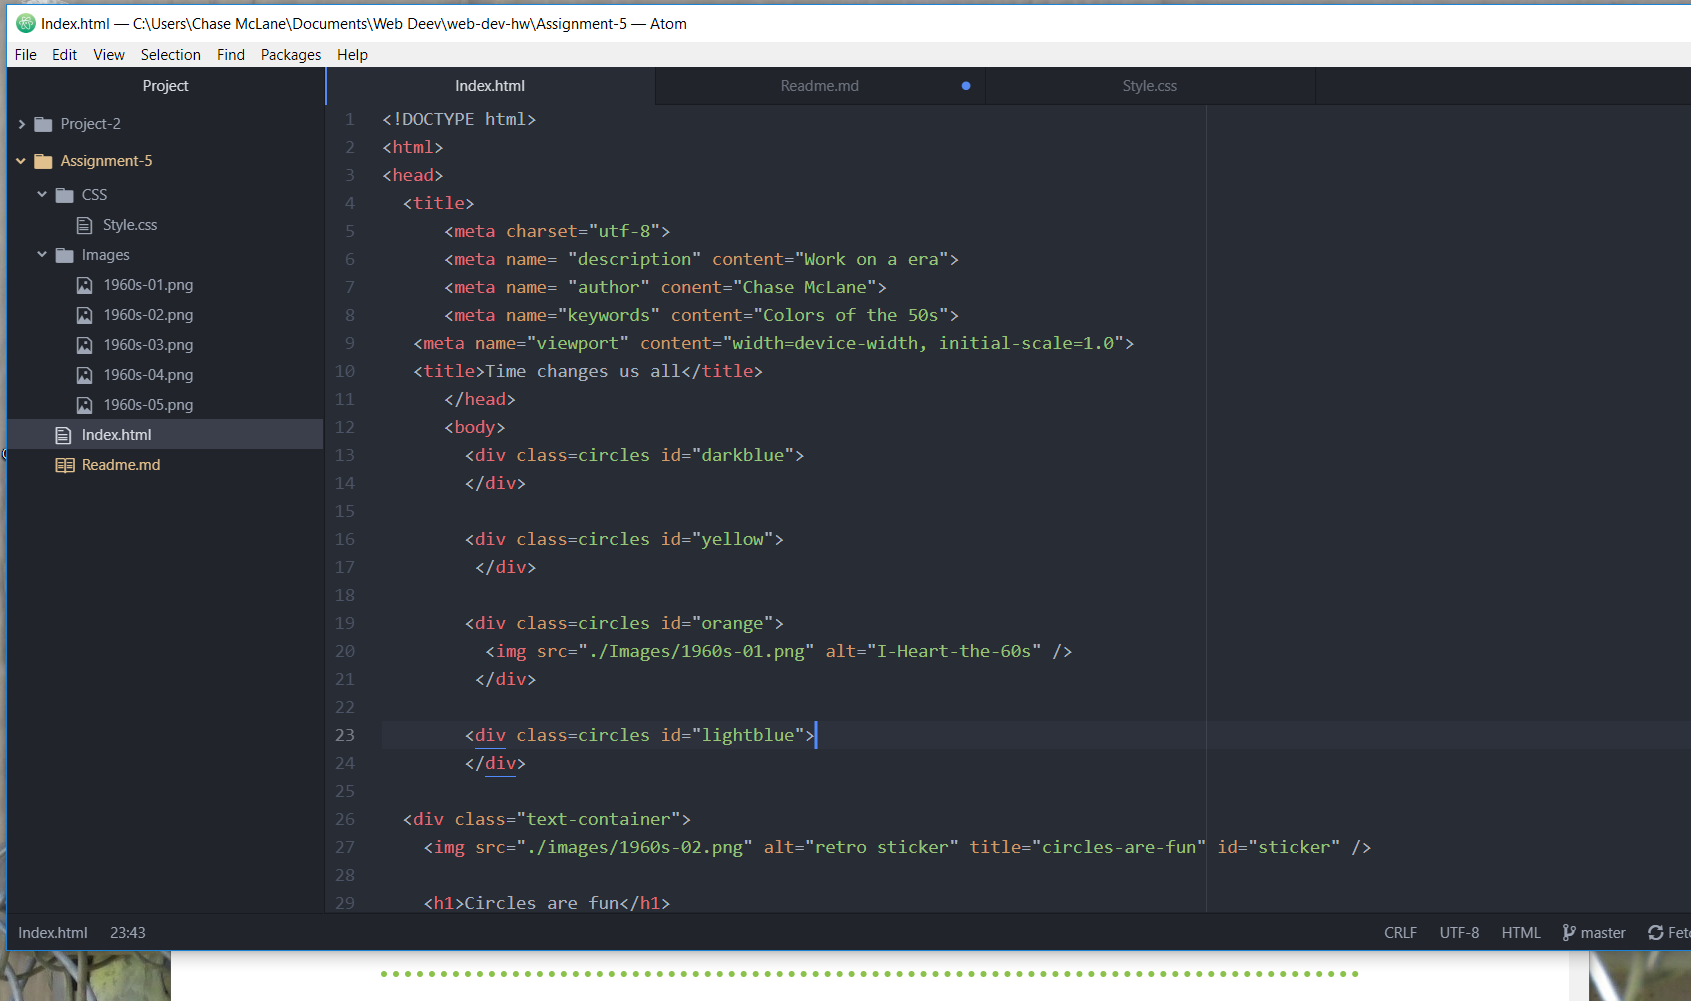 Index.html — C:\Users\Chase McLane\Documents\Web Deev\web-dev-hw\Assignment-5 — Atom
File Edit View Selection Find Packages Help
Project
Index.html Readme.md Style.css
Project-2
Assignment-5
CSS
Style.css
Images
1960s-01.png
1960s-02.png
1960s-03.png
1960s-04.png
1960s-05.png
Index.html
Readme.md
1 <!DOCTYPE html>
2 <html>
3 <head>
4 <title>
5 <meta charset="utf-8">
6 <meta name= "description" content="Work on a era">
7 <meta name= "author" conent="Chase McLane">
8 <meta name="keywords" content="Colors of the 50s">
9 <meta name="viewport" content="width=device-width, initial-scale=1.0">
10 <title>Time changes us all</title>
11 </head>
12 <body>
13 <div class=circles id="darkblue">
14 </div>
15
16 <div class=circles id="yellow">
17 </div>
18
19 <div class=circles id="orange">
20 <img src="./Images/1960s-01.png" alt="I-Heart-the-60s" />
21 </div>
22
23 <div class=circles id="lightblue">
24 </div>
25
26 <div class="text-container">
27 <img src="./images/1960s-02.png" alt="retro sticker" title="circles-are-fun" id="sticker" />
28
29 <h1>Circles are fun</h1>
Index.html 23:43 CRLF UTF-8 HTML master